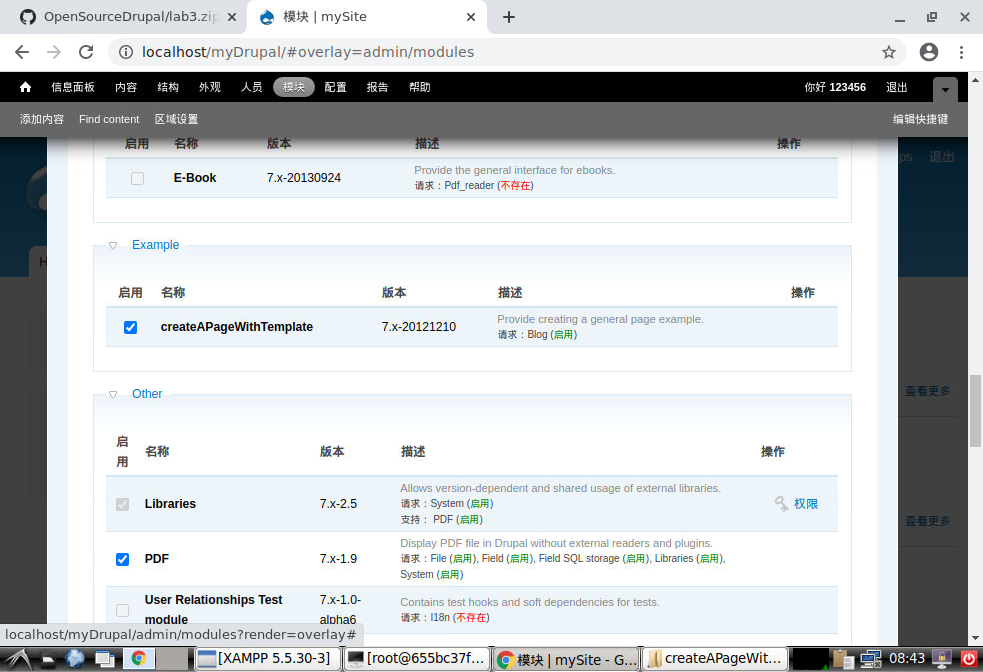 OpenSourceDrupal/lab3.zip
模块 | mySite
localhost/myDrupal/#overlay=admin/modules
信息面板 内容 结构 外观 人员 模块 配置 报告 帮助 你好 123456 退出
添加内容 Find content 区域设置 编辑快捷键
启用 名称 版本 描述 操作
ps 退出
E-Book 7.x-20130924 Provide the general interface for ebooks.
请求：Pdf_reader (不存在)
Example
H
启用 名称 版本 描述 操作
createAPageWithTemplate 7.x-20121210 Provide creating a general page example.
请求：Blog (启用)
Other
查看更多
启用 名称 版本 描述 操作
Libraries 7.x-2.5 Allows version-dependent and shared usage of external libraries.
请求：System (启用)
支持： PDF (启用)
权限
查看更多
PDF 7.x-1.9 Display PDF file in Drupal without external readers and plugins.
请求：File (启用), Field (启用), Field SQL storage (启用), Libraries (启用),
System (启用)
User Relationships Test module 7.x-1.0-alpha6 Contains test hooks and soft dependencies for tests.
请求：I18n (不存在)
localhost/myDrupal/admin/modules?render=overlay#
[XAMPP 5.5.30-3] [root@655bc37f... 模块 | mySite - G... createAPageWit... 08:43